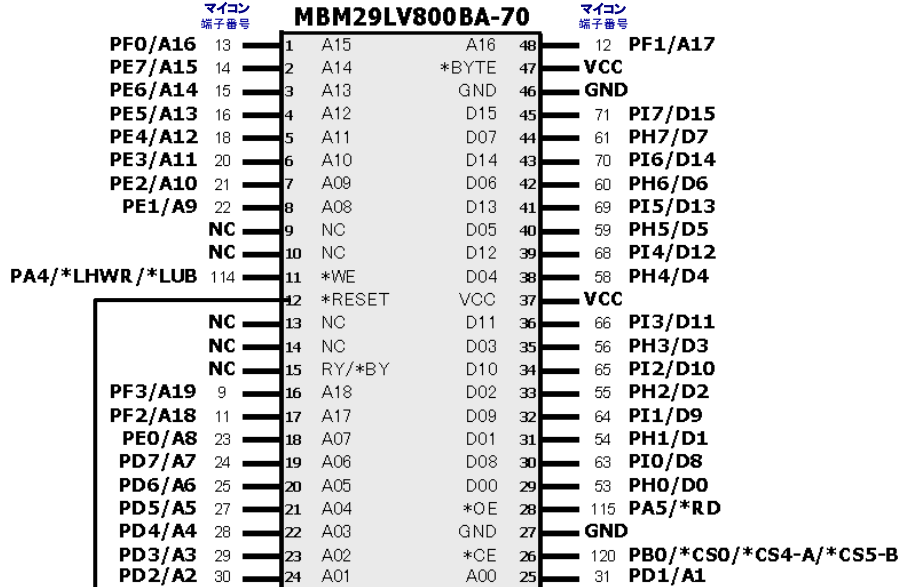 マイコン 端子番号 MBM29LV800BA-70 マイコン 端子番号
PF0/A16 13 1 A15 A16 48 12 PF1/A17
PE7/A15 14 2 A14 *BYTE 47 VCC
PE6/A14 15 3 A13 GND 46 GND
PE5/A13 16 4 A12 D15 45 71 PI7/D15
PE4/A12 18 5 A11 D07 44 61 PH7/D7
PE3/A11 20 6 A10 D14 43 70 PI6/D14
PE2/A10 21 7 A09 D06 42 60 PH6/D6
PE1/A9 22 8 A08 D13 41 69 PI5/D13
NC 9 NC D05 40 59 PH5/D5
NC 10 NC D12 39 68 PI4/D12
PA4/*LHWR/*LUB 114 11 *WE D04 38 58 PH4/D4
12 *RESET VCC 37 VCC
NC 13 NC D11 36 66 PI3/D11
NC 14 NC D03 35 56 PH3/D3
NC 15 RY/*BY D10 34 65 PI2/D10
PF3/A19 9 16 A18 D02 33 55 PH2/D2
PF2/A18 11 17 A17 D09 32 64 PI1/D9
PE0/A8 23 18 A07 D01 31 54 PH1/D1
PD7/A7 24 19 A06 D08 30 63 PI0/D8
PD6/A6 25 20 A05 D00 29 53 PH0/D0
PD5/A5 27 21 A04 *OE 28 115 PA5/*RD
PD4/A4 28 22 A03 GND 27 GND
PD3/A3 29 23 A02 *CE 26 120 PB0/*CS0/*CS4-A/*CS5-B
PD2/A2 30 24 A01 A00 25 31 PD1/A1